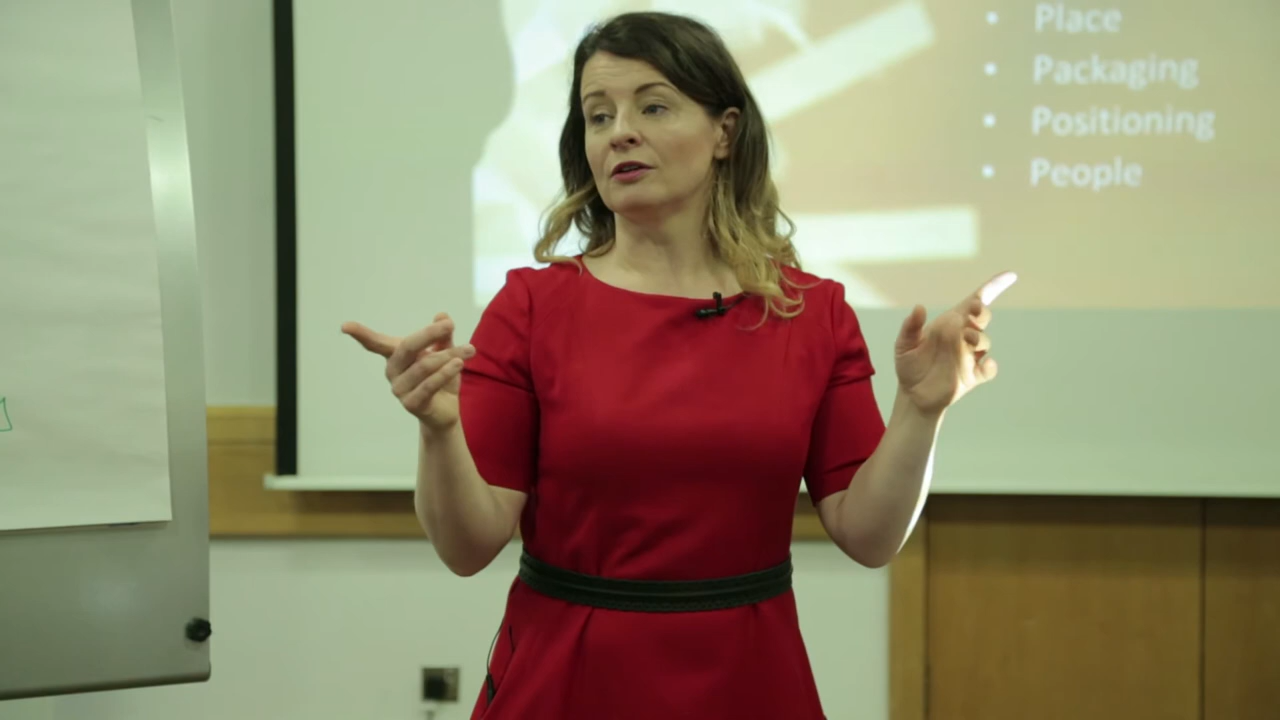 • Place
• Packaging
• Positioning
• People